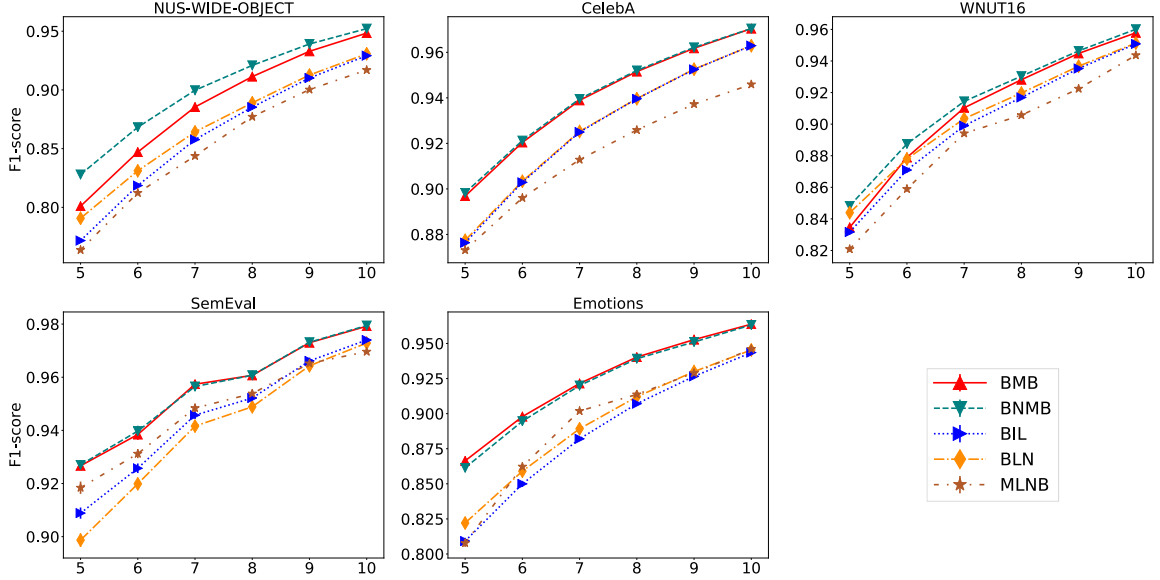 NUS-WIDE-OBJECT
CelebA
WNUT16
F1-score
0.95
0.90
0.85
0.80
5 6 7 8 9 10
0.96
0.94
0.92
0.90
0.88
5 6 7 8 9 10
0.96
0.94
0.92
0.90
0.88
0.86
0.84
0.82
5 6 7 8 9 10
SemEval
Emotions
F1-score
0.98
0.96
0.94
0.92
0.90
5 6 7 8 9 10
0.950
0.925
0.900
0.875
0.850
0.825
0.800
5 6 7 8 9 10
BMB
BNMB
BIL
BLN
MLNB